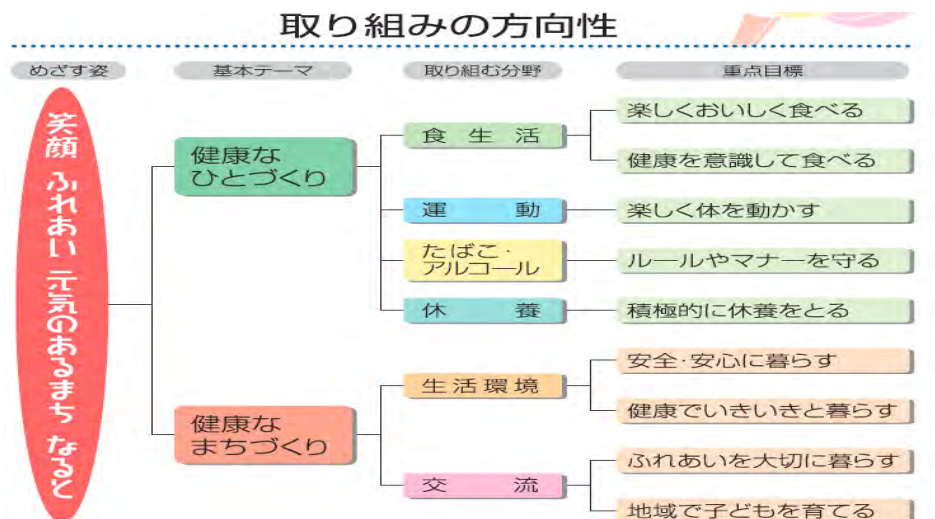 取り組みの方向性
めざす姿
基本テーマ
取り組む分野
重点目標
笑顔 ふれあい 元気のあるまち なると
健康な
ひとづくり
食生活
楽しくおいしく食べる
健康を意識して食べる
運動
楽しく体を動かす
たばこ・
アルコール
ルールやマナーを守る
休養
積極的に休養をとる
健康な
まちづくり
生活環境
安全・安心に暮らす
健康でいきいきと暮らす
交流
ふれあいを大切に暮らす
地域で子どもを育てる